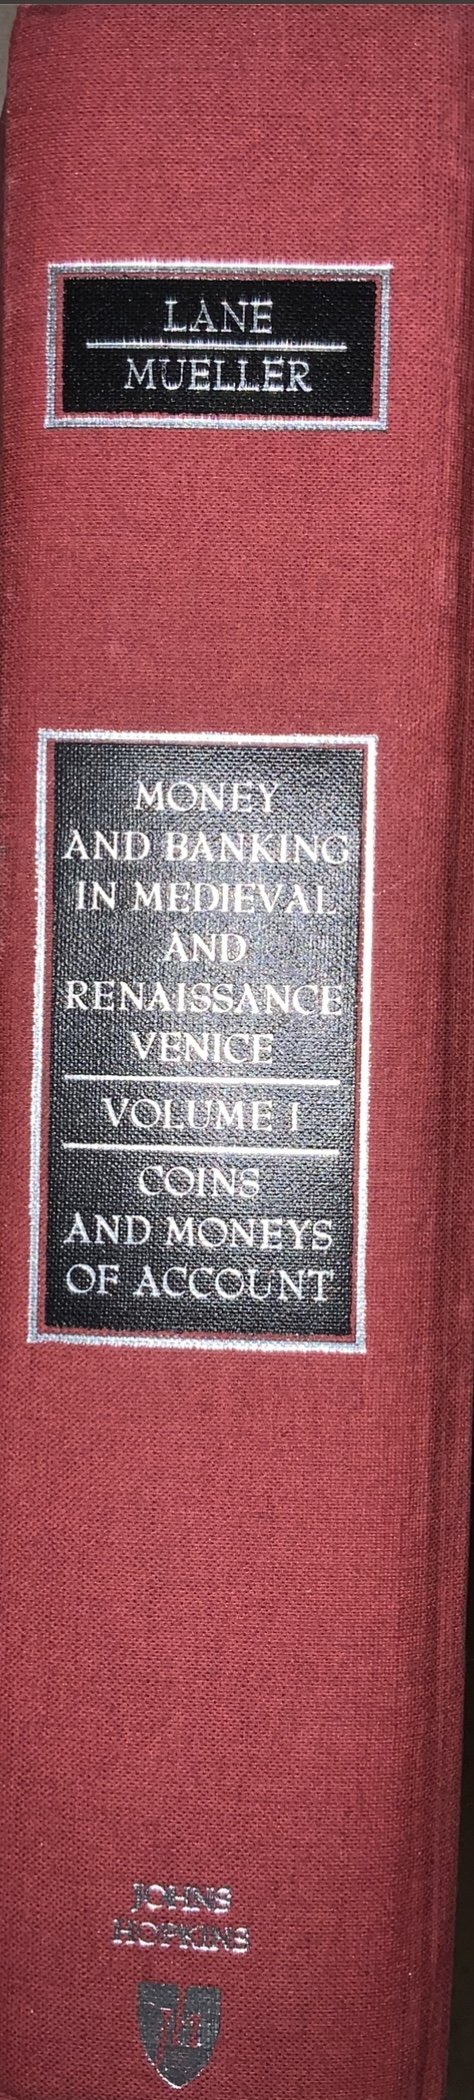 LANE
MUELLER
MONEY
AND BANKING
IN MEDIEVAL
AND
RENAISSANCE
VENICE
VOLUME I
COINS
AND MONEYS
OF ACCOUNT
JOHNS
HOPKINS